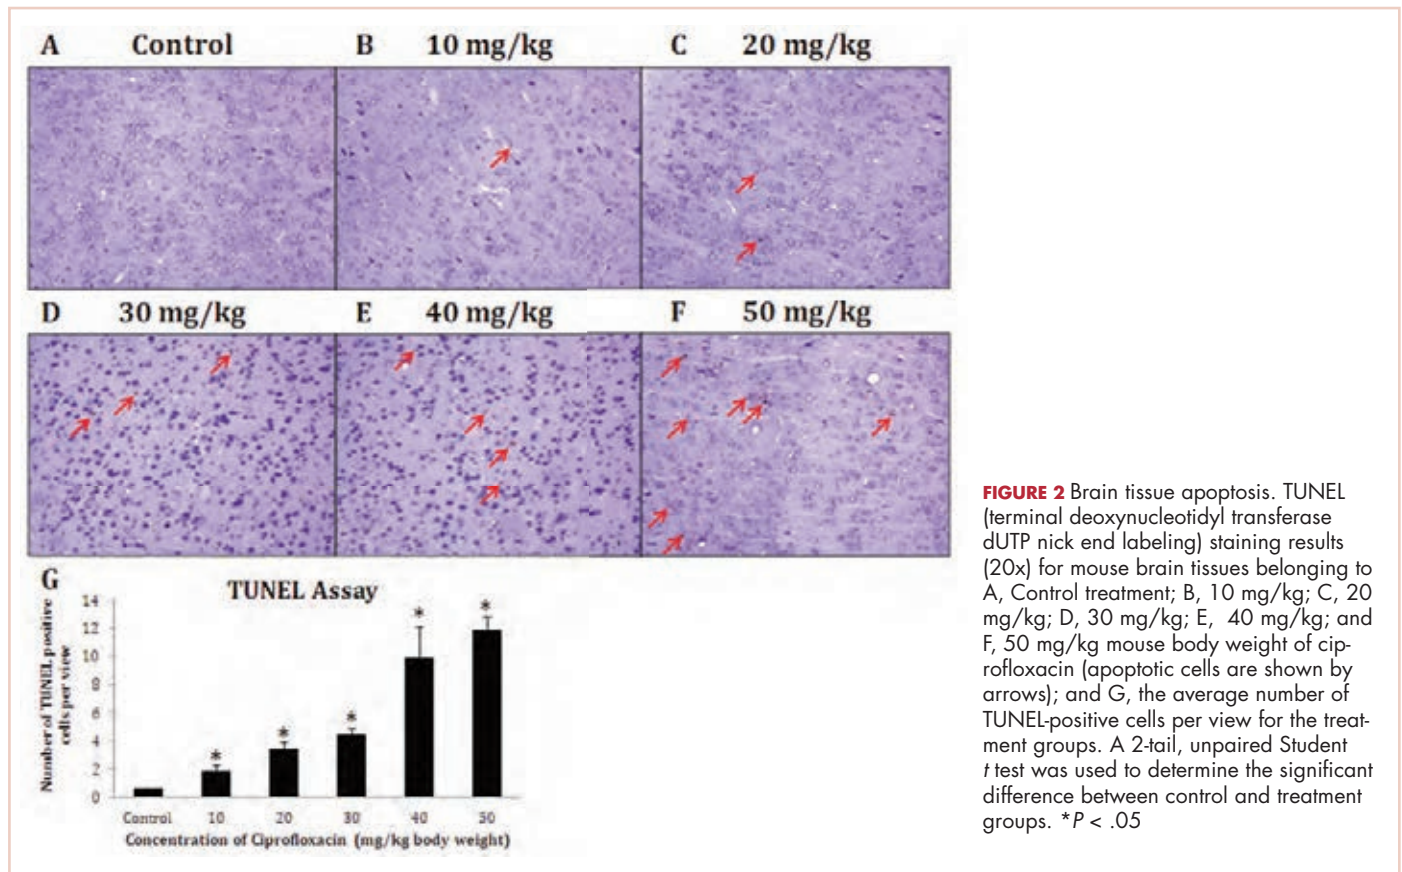 A Control B 10 mg/kg C 20 mg/kg
D 30 mg/kg E 40 mg/kg F 50 mg/kg
G
TUNEL Assay
Number of TUNEL positive
cells per view
14
12
10
8
6
4
2
0
*
*
*
*
*
Control 10 20 30 40 50
Concentration of Ciprofloxacin (mg/kg body weight)
FIGURE 2 Brain tissue apoptosis. TUNEL
(terminal deoxynucleotidyl transferase
dUTP nick end labeling) staining results
(20x) for mouse brain tissues belonging to
A, Control treatment; B, 10 mg/kg; C, 20
mg/kg; D, 30 mg/kg; E, 40 mg/kg; and
F, 50 mg/kg mouse body weight of cip-
rofloxacin (apoptotic cells are shown by
arrows); and G, the average number of
TUNEL-positive cells per view for the treat-
ment groups. A 2-tail, unpaired Student
t test was used to determine the significant
difference between control and treatment
groups. *P < .05